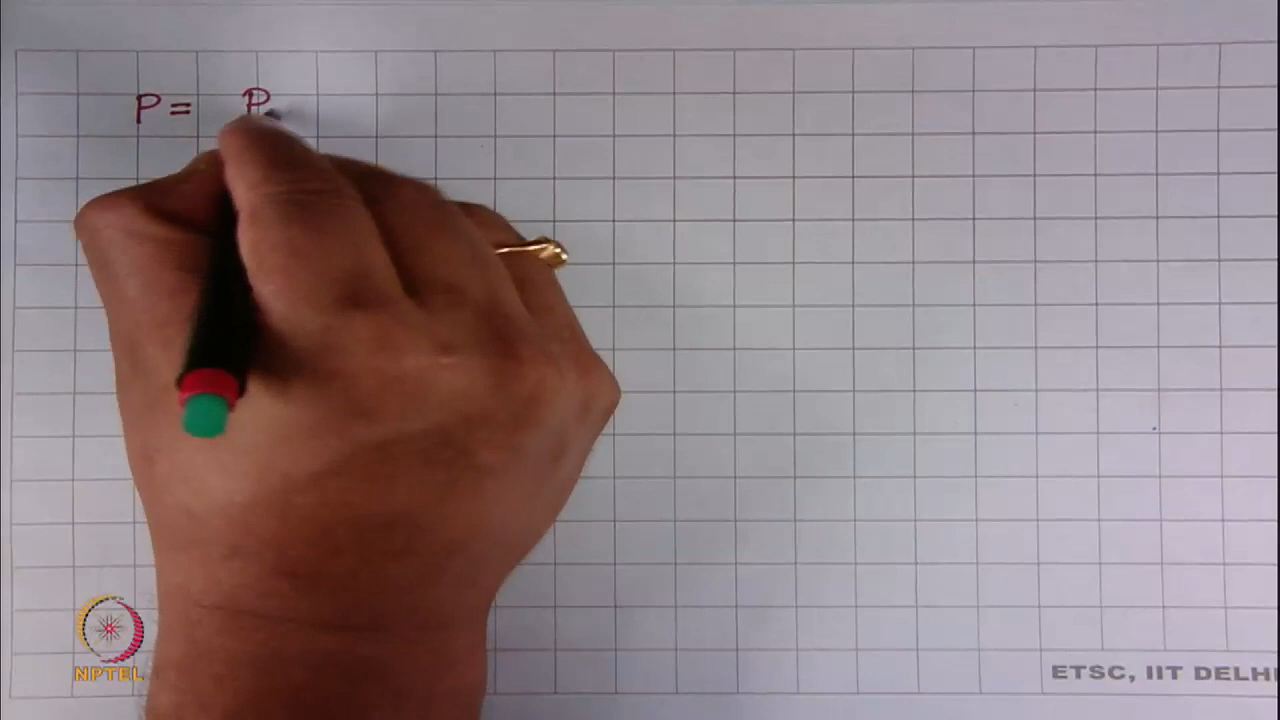 P = P
NPTEL
ETSC, IIT DELHI